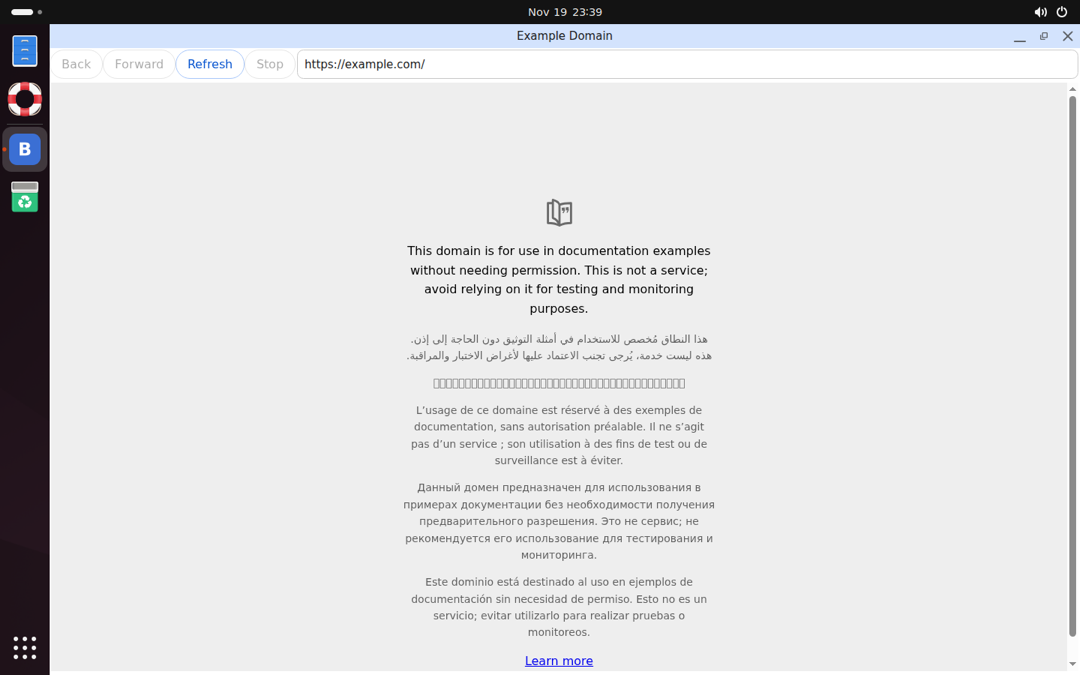 Nov 19 23:39
Example Domain
Back
Forward
Refresh
Stop
https://example.com/
B
This domain is for use in documentation examples
without needing permission. This is not a service;
avoid relying on it for testing and monitoring
purposes.
هذا النطاق مُخصص للاستخدام في أمثلة التوثيق دون الحاجة إلى إذن.
هذه ليست خدمة، يُرجى تجنب الاعتماد عليها لأغراض الاختبار والمراقبة.
L’usage de ce domaine est réservé à des exemples de
documentation, sans autorisation préalable. Il ne s’agit
pas d’un service ; son utilisation à des fins de test ou de
surveillance est à éviter.
Данный домен предназначен для использования в
примерах документации без необходимости получения
предварительного разрешения. Это не сервис; не
рекомендуется его использование для тестирования и
мониторинга.
Este dominio está destinado al uso en ejemplos de
documentación sin necesidad de permiso. Esto no es un
servicio; evitar utilizarlo para realizar pruebas o
monitoreos.
Learn more